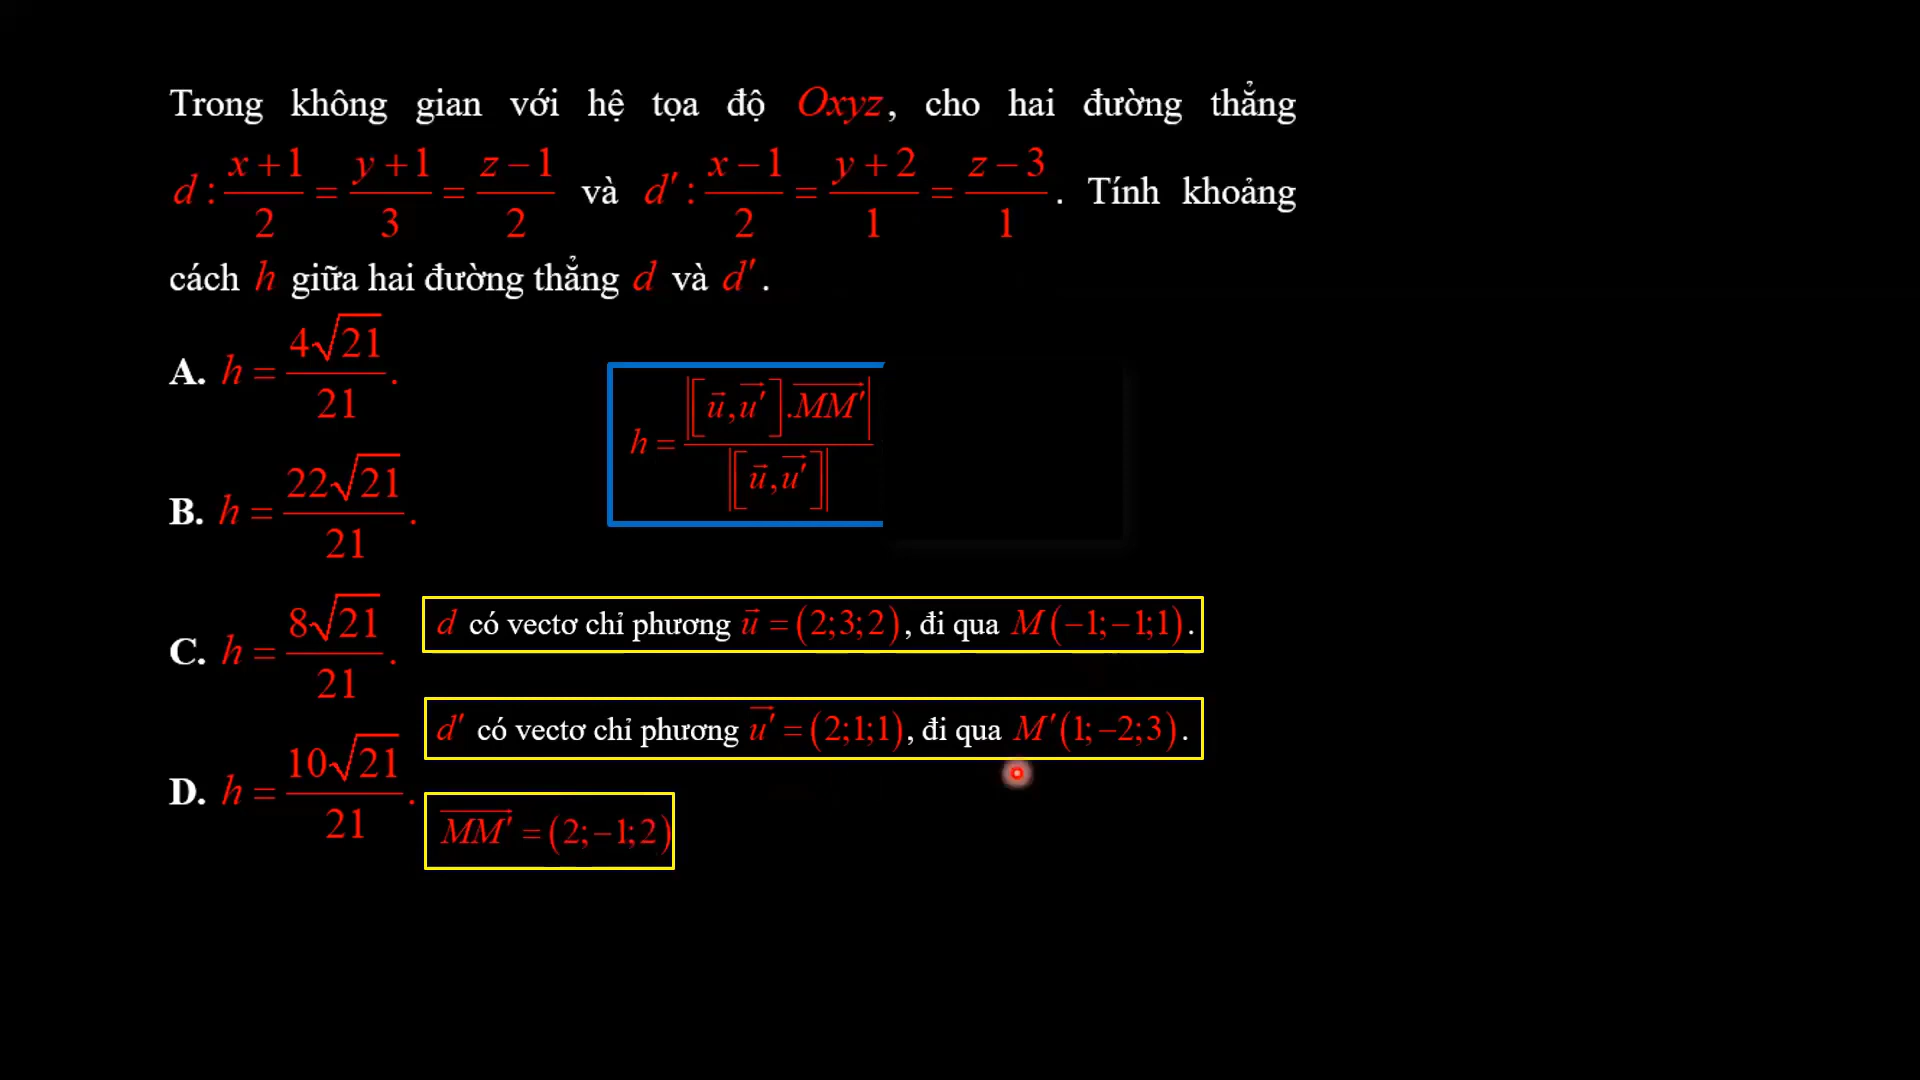 Trong không gian với hệ tọa độ Oxyz, cho hai đường thẳng
d : (x+1)/2 = (y+1)/3 = (z−1)/2 và d′ : (x−1)/2 = (y+2)/1 = (z−3)/1. Tính khoảng
cách h giữa hai đường thẳng d và d′.
A. h = 4√21/21.
B. h = 22√21/21.
C. h = 8√21/21.
D. h = 10√21/21.
h = |[u⃗, u⃗′].MM′⃗| / |[u⃗, u⃗′]|
d có vectơ chỉ phương u⃗ = (2;3;2), đi qua M(−1;−1;1).
d′ có vectơ chỉ phương u⃗′ = (2;1;1), đi qua M′(1;−2;3).
MM′⃗ = (2;−1;2)